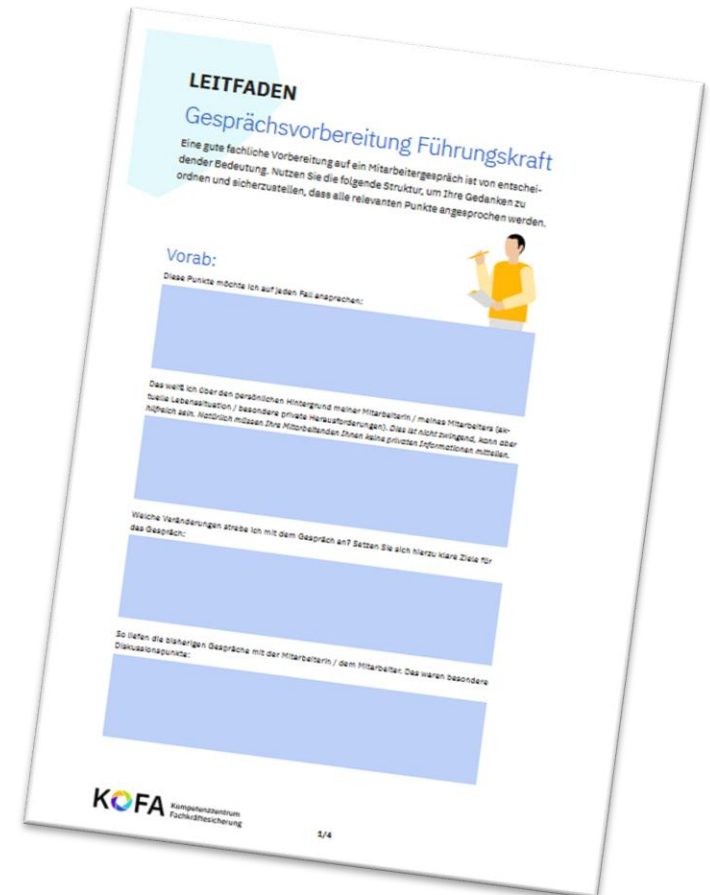 LEITFADEN
Gesprächsvorbereitung Führungskraft
Eine gute fachliche Vorbereitung auf ein Mitarbeitergespräch ist von entschei-
dender Bedeutung. Nutzen Sie die folgende Struktur, um Ihre Gedanken zu
ordnen und sicherzustellen, dass alle relevanten Punkte angesprochen werden.
Vorab:
Diese Punkte möchte ich auf jeden Fall ansprechen:
Das weiß ich über den persönlichen Hintergrund meiner Mitarbeiterin / meines Mitarbeiters (ak-
tuelle Lebenssituation / besondere private Herausforderungen). Dies ist nicht zwingend, kann aber
hilfreich sein. Natürlich müssen Ihre Mitarbeitenden Ihnen keine privaten Informationen mitteilen.
Welche Veränderungen strebe ich mit dem Gespräch an? Setzen Sie sich hierzu klare Ziele für
das Gespräch:
So liefen die bisherigen Gespräche mit der Mitarbeiterin / dem Mitarbeiter. Das waren besondere
Diskussionspunkte:
KOFA Kompetenzzentrum
Fachkräftesicherung
1/4